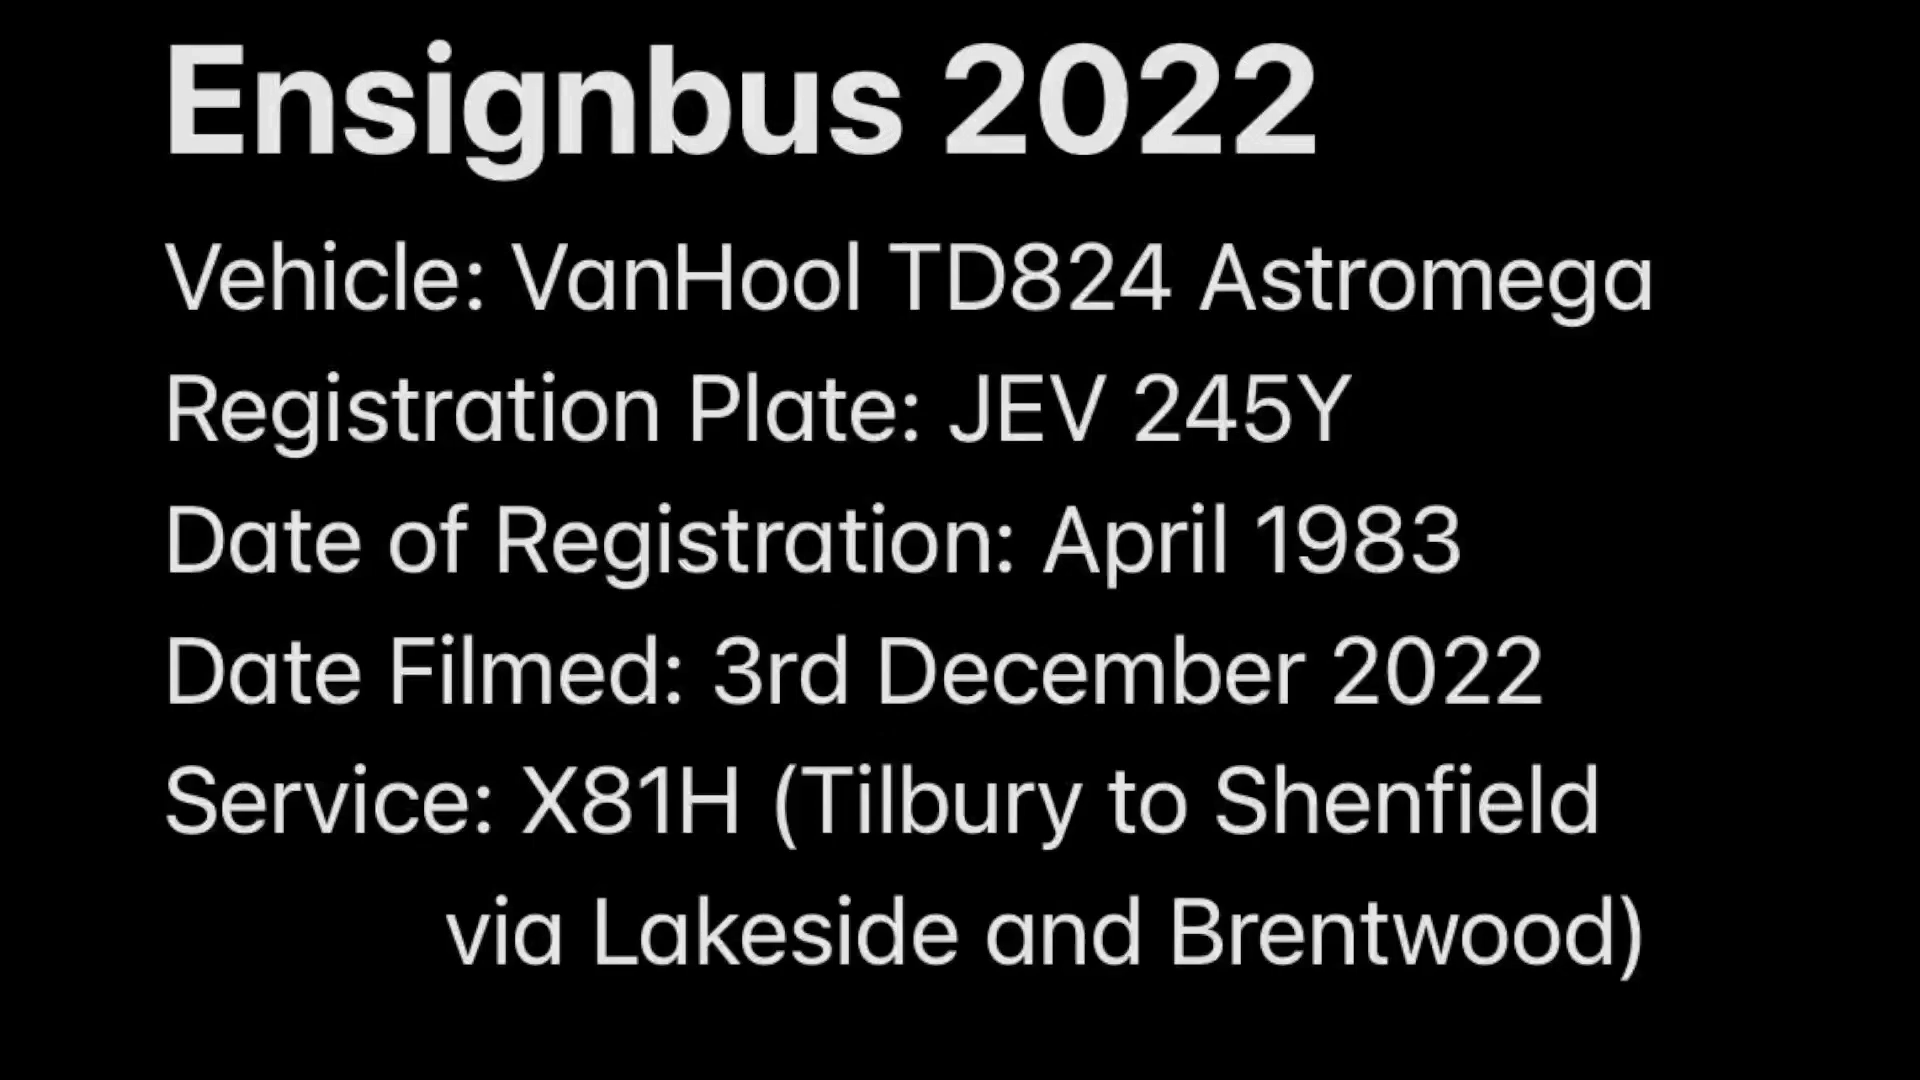 Ensignbus 2022
Vehicle: VanHool TD824 Astromega
Registration Plate: JEV 245Y
Date of Registration: April 1983
Date Filmed: 3rd December 2022
Service: X81H (Tilbury to Shenfield
via Lakeside and Brentwood)